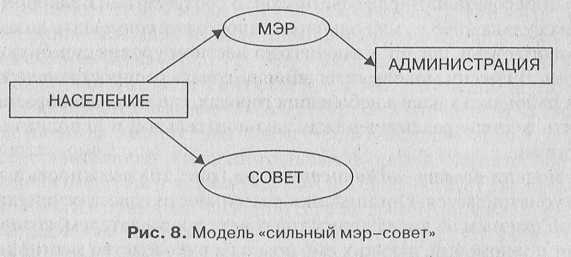 МЭР
АДМИНИСТРАЦИЯ
НАСЕЛЕНИЕ
СОВЕТ
Рис. 8. Модель «сильный мэр–совет»